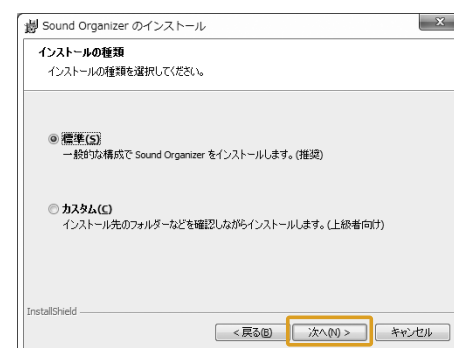 Sound Organizer のインストール
インストールの種類
インストールの種類を選択してください。
標準(S)
一般的な構成で Sound Organizer をインストールします。(推奨)
カスタム(C)
インストール先のフォルダーなどを確認しながらインストールします。(上級者向け)
InstallShield
< 戻る(B)
次へ(N) >
キャンセル